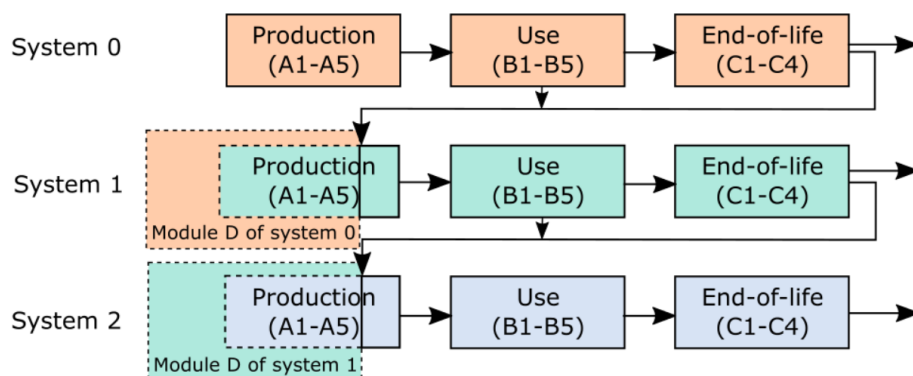 System 0
Production
(A1-A5)
Use
(B1-B5)
End-of-life
(C1-C4)
System 1
Production
(A1-A5)
Use
(B1-B5)
End-of-life
(C1-C4)
Module D of system 0
System 2
Production
(A1-A5)
Use
(B1-B5)
End-of-life
(C1-C4)
Module D of system 1